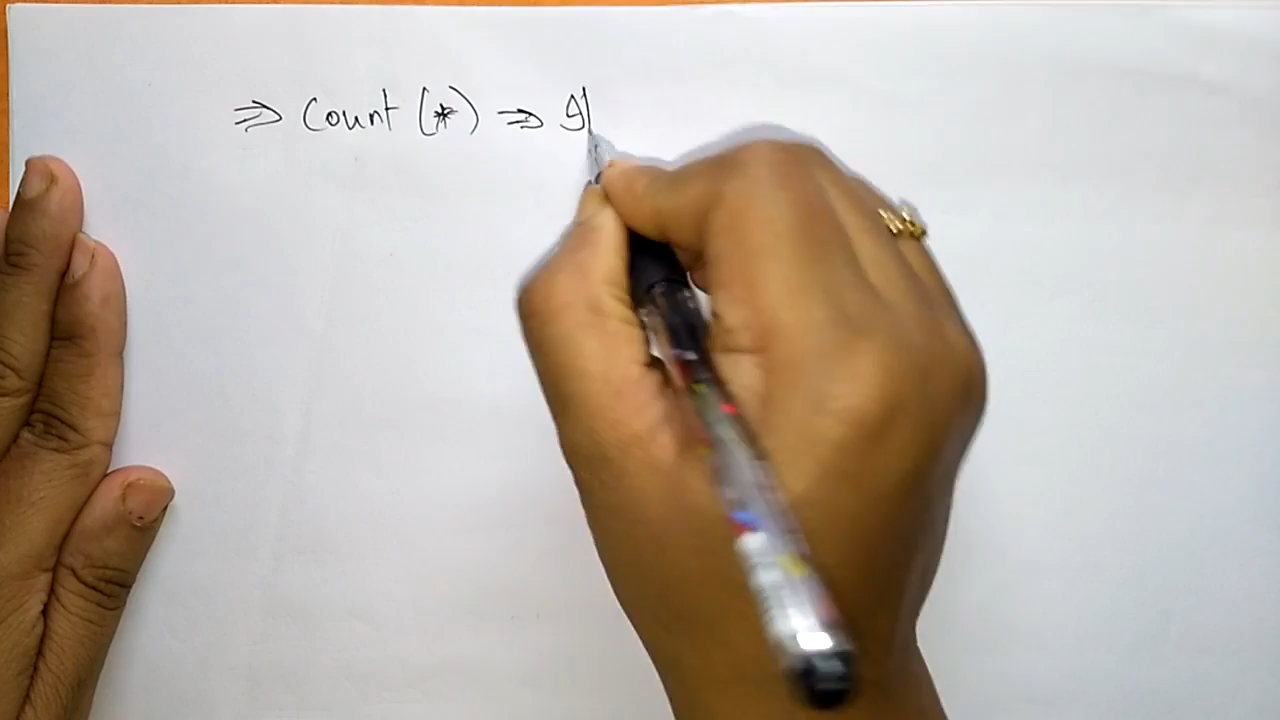 ⇒ Count (*) ⇒